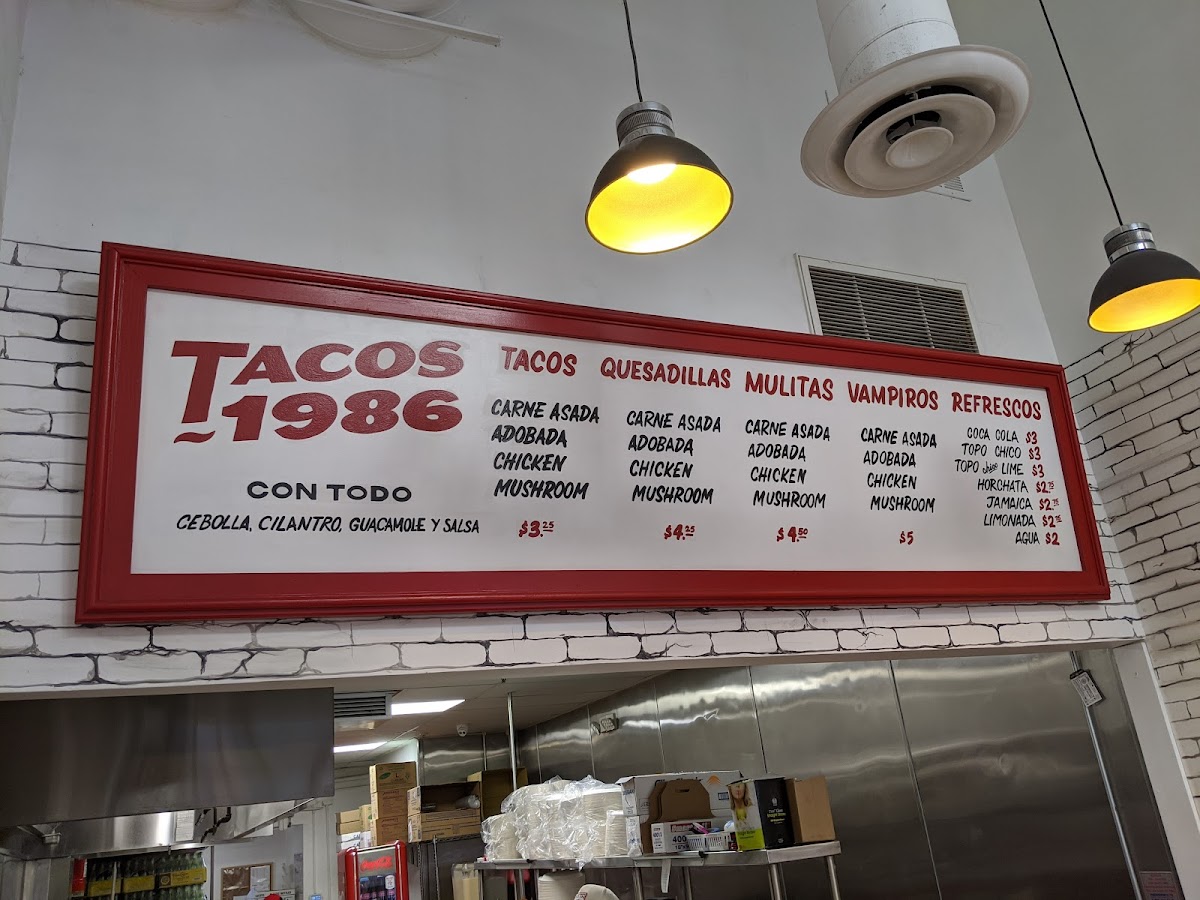 TACOS
1986
CON TODO
CEBOLLA, CILANTRO, GUACAMOLE Y SALSA
TACOS
CARNE ASADA
ADOBADA
CHICKEN
MUSHROOM
$3.25
QUESADILLAS
CARNE ASADA
ADOBADA
CHICKEN
MUSHROOM
$4.25
MULITAS
CARNE ASADA
ADOBADA
CHICKEN
MUSHROOM
$4.50
VAMPIROS
CARNE ASADA
ADOBADA
CHICKEN
MUSHROOM
$5
REFRESCOS
COCA COLA $3
TOPO CHICO $3
TOPO chico LIME $3
HORCHATA $2.75
JAMAICA $2.75
LIMONADA $2.75
AGUA $2
400